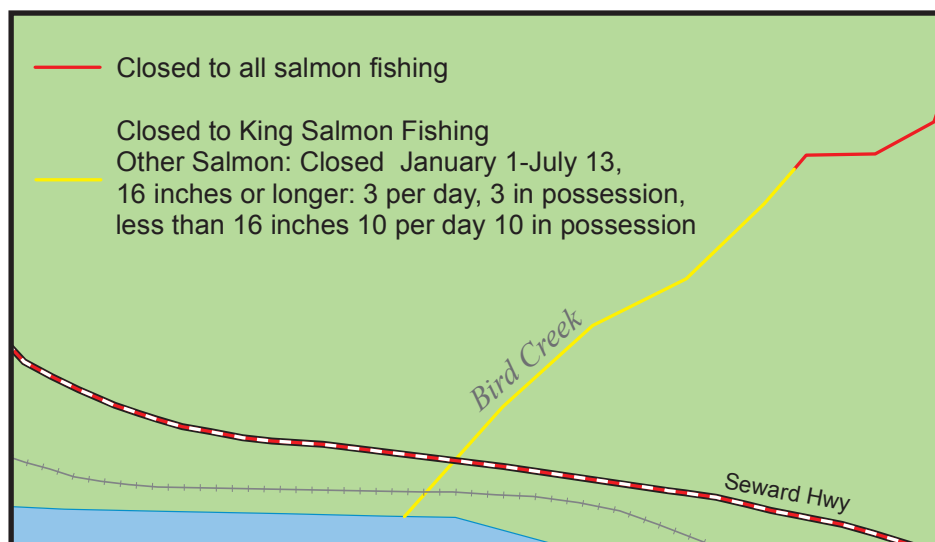 Closed to all salmon fishing
Closed to King Salmon Fishing
Other Salmon: Closed  January 1-July 13,
16 inches or longer: 3 per day, 3 in possession,
less than 16 inches 10 per day 10 in possession
Bird Creek
Seward Hwy